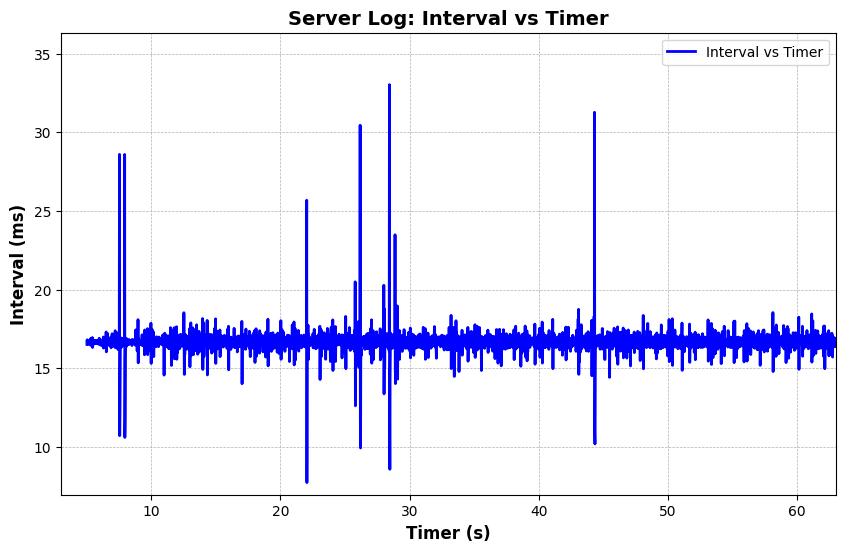 Server Log: Interval vs Timer
Interval vs Timer
35
30
25
20
15
10
Interval (ms)
10 20 30 40 50 60
Timer (s)